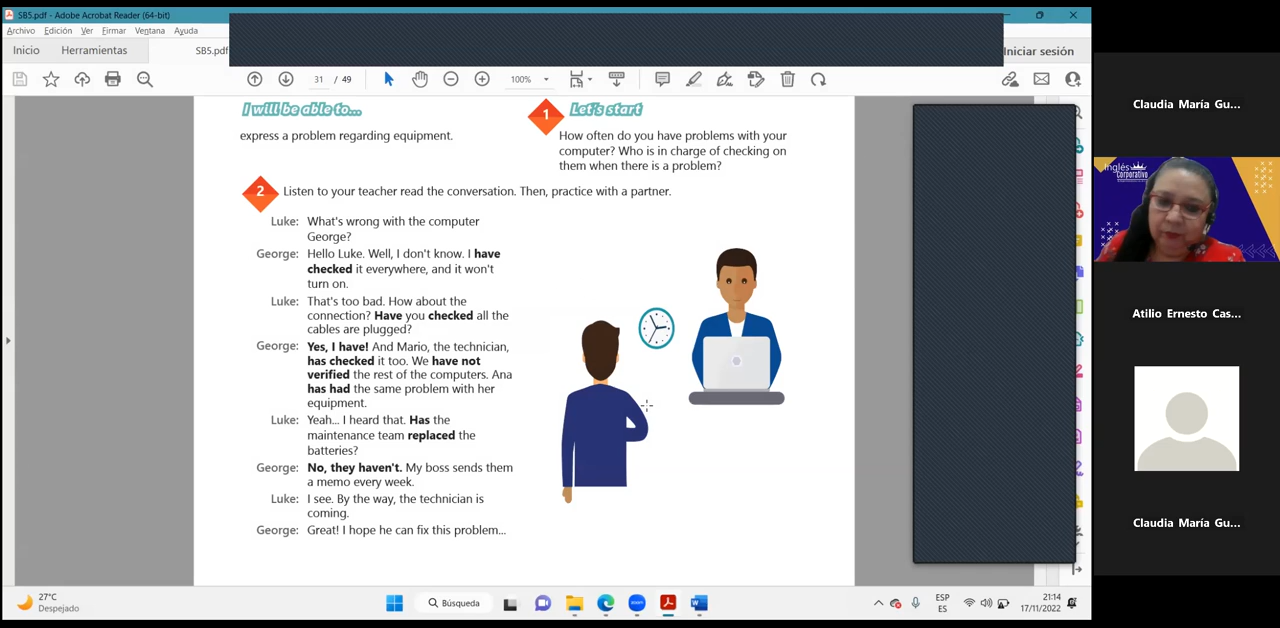 SB5.pdf - Adobe Acrobat Reader (64-bit)
Archivo Edición Ver Firmar Ventana Ayuda
Inicio Herramientas SB5.pdf Iniciar sesión
31 / 49 100%
I will be able to...
express a problem regarding equipment.
1 Let's start
How often do you have problems with your
computer? Who is in charge of checking on
them when there is a problem?
2 Listen to your teacher read the conversation. Then, practice with a partner.
Luke: What's wrong with the computer
George?
George: Hello Luke. Well, I don't know. I have
checked it everywhere, and it won't
turn on.
Luke: That's too bad. How about the
connection? Have you checked all the
cables are plugged?
George: Yes, I have! And Mario, the technician,
has checked it too. We have not
verified the rest of the computers. Ana
has had the same problem with her
equipment.
Luke: Yeah... I heard that. Has the
maintenance team replaced the
batteries?
George: No, they haven't. My boss sends them
a memo every week.
Luke: I see. By the way, the technician is
coming.
George: Great! I hope he can fix this problem...
Claudia María Gu...
Inglés
Corporativo
Atilio Ernesto Cas...
Claudia María Gu...
27°C
Despejado
Búsqueda
zoom
ESP
ES
21:14
17/11/2022